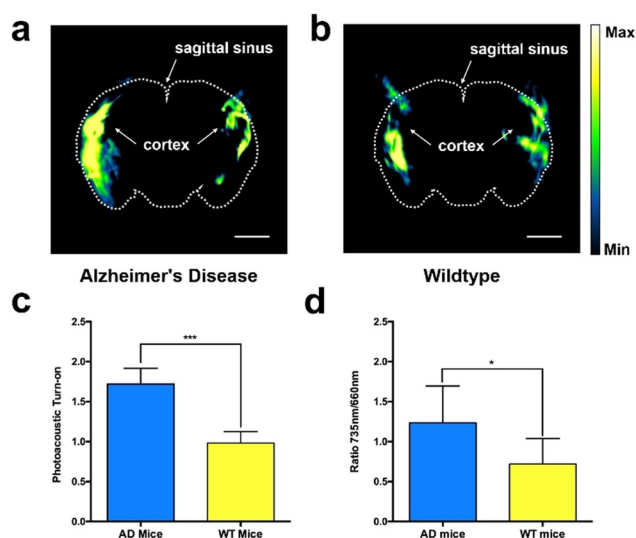 a
b
sagittal sinus
sagittal sinus
Max
cortex
cortex
Min
Alzheimer's Disease
Wildtype
c
d
Photoacoustic Turn-on
2.5
2.0
1.5
1.0
0.5
0.0
***
AD Mice
WT Mice
Ratio 735nm/660nm
2.5
2.0
1.5
1.0
0.5
0.0
*
AD mice
WT mice